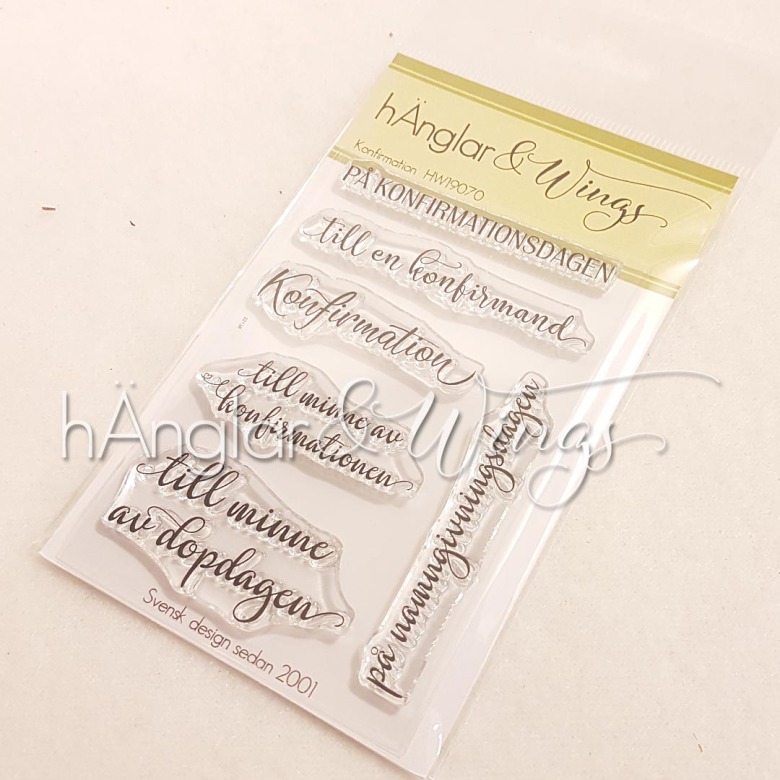 hÄnglar & Wings
Konfirmation HW19070
PÅ KONFIRMATIONSDAGEN
till en konfirmand
Konfirmation
till minne av
konfirmationen
till minne
av dopdagen
på namngivningsdagen
Svensk design sedan 2001
hÄnglar & Wings